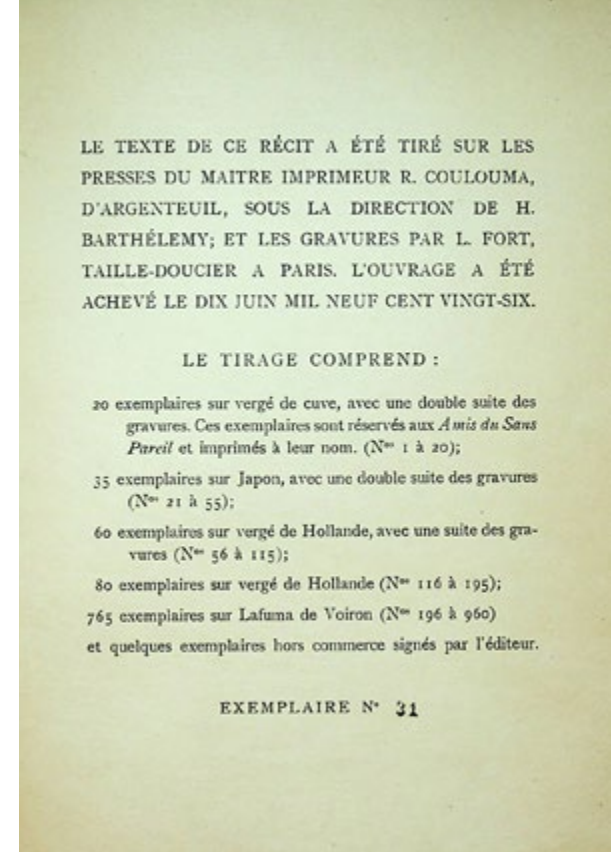 LE TEXTE DE CE RÉCIT A ÉTÉ TIRÉ SUR LES
PRESSES DU MAITRE IMPRIMEUR R. COULOUMA,
D'ARGENTEUIL, SOUS LA DIRECTION DE H.
BARTHÉLEMY; ET LES GRAVURES PAR L. FORT,
TAILLE-DOUCIER A PARIS. L'OUVRAGE A ÉTÉ
ACHEVÉ LE DIX JUIN MIL NEUF CENT VINGT-SIX.
LE TIRAGE COMPREND :
20 exemplaires sur vergé de cuve, avec une double suite des
gravures. Ces exemplaires sont réservés aux Amis du Sans
Pareil et imprimés à leur nom. (Nos 1 à 20);
35 exemplaires sur Japon, avec une double suite des gravures
(Nos 21 à 55);
60 exemplaires sur vergé de Hollande, avec une suite des gra-
vures (Nos 56 à 115);
80 exemplaires sur vergé de Hollande (Nos 116 à 195);
765 exemplaires sur Lafuma de Voiron (Nos 196 à 960)
et quelques exemplaires hors commerce signés par l'éditeur.
EXEMPLAIRE N° 31